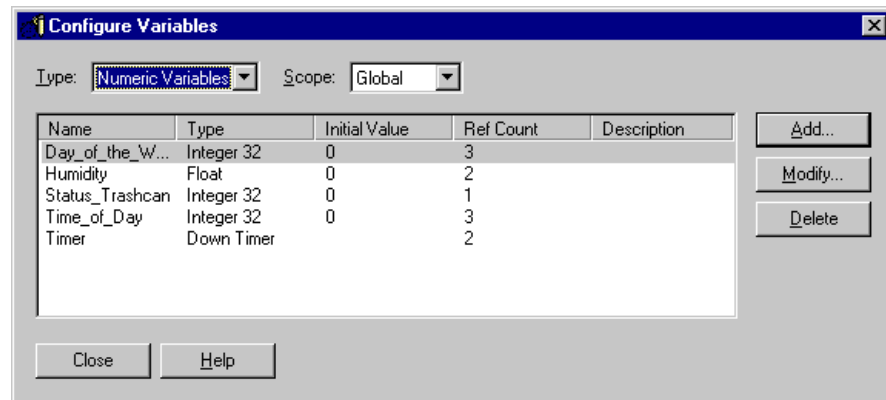 Configure Variables
Type: Numeric Variables Scope: Global
Name Type Initial Value Ref Count Description
Day_of_the_W... Integer 32 0 3
Humidity Float 0 2
Status_Trashcan Integer 32 0 1
Time_of_Day Integer 32 0 3
Timer Down Timer 2
Add...
Modify...
Delete
Close Help